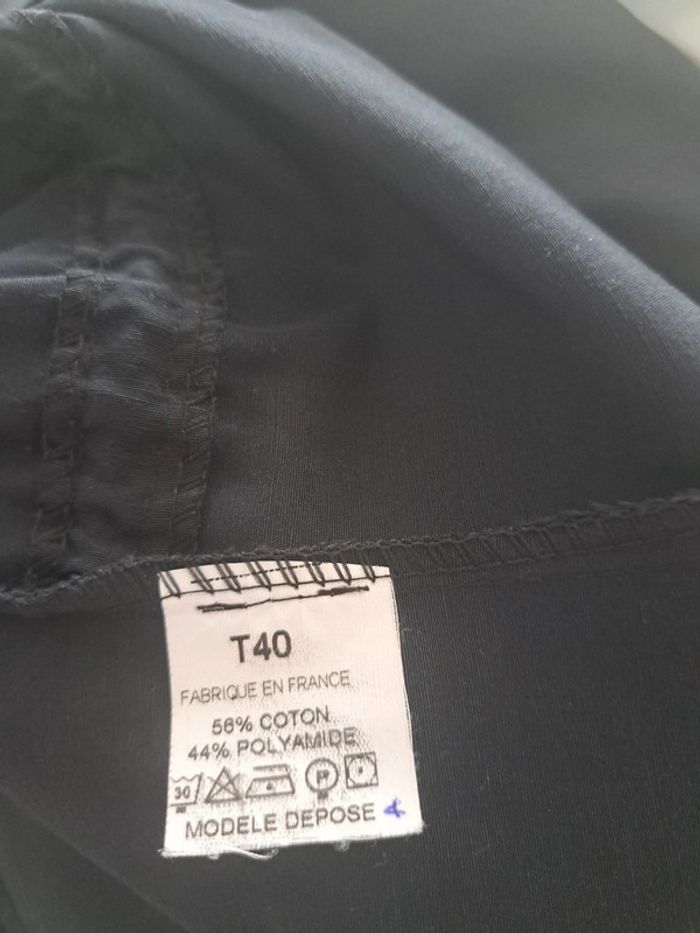 T40
FABRIQUE EN FRANCE
56% COTON
44% POLYAMIDE
30 P
MODELE DEPOSE 4